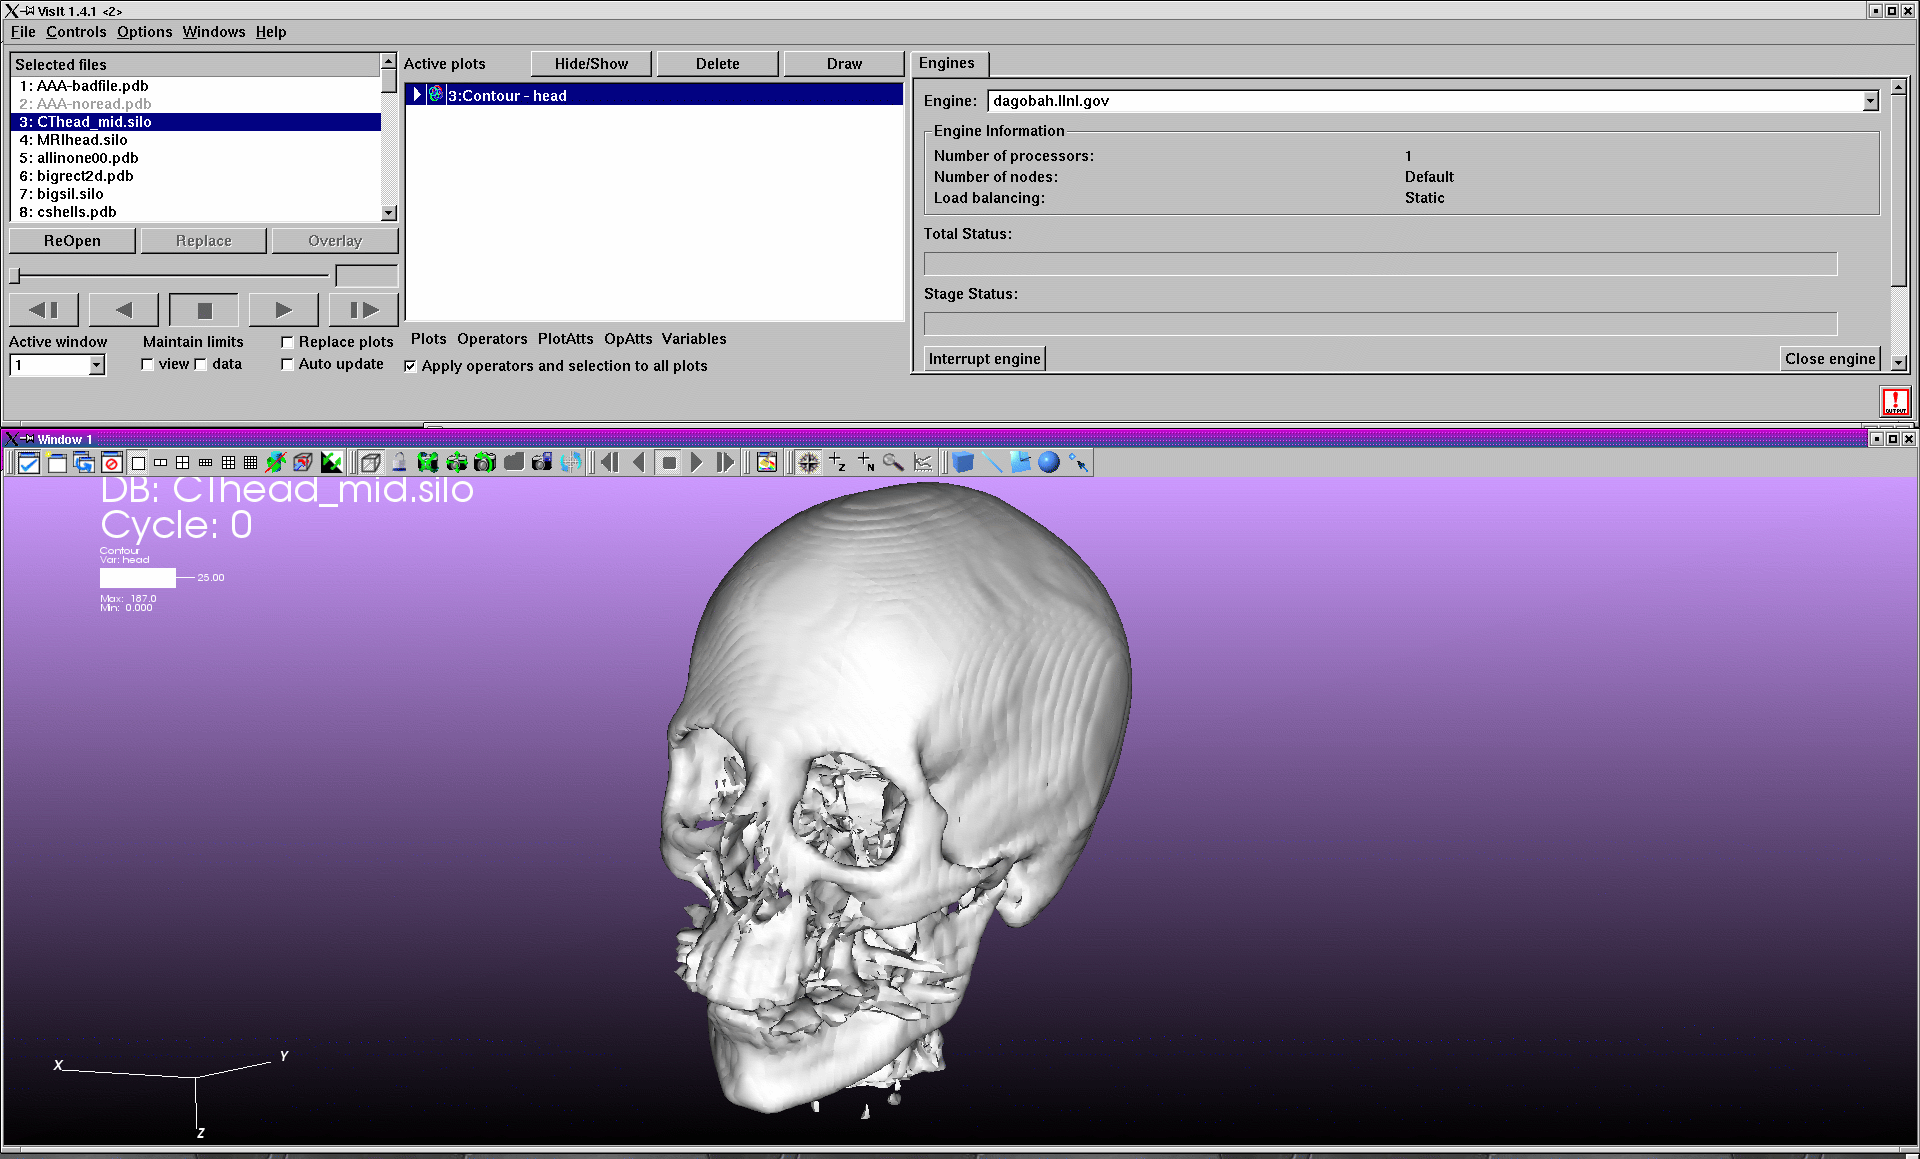 VisIt 1.4.1 <2>
File Controls Options Windows Help
Selected files
1: AAA-badfile.pdb
2: AAA-noread.pdb
3: CThead_mid.silo
4: MRIhead.silo
5: allinone00.pdb
6: bigrect2d.pdb
7: bigsil.silo
8: cshells.pdb
ReOpen Replace Overlay
Active window Maintain limits Replace plots
1 view data Auto update
Active plots Hide/Show Delete Draw
3:Contour - head
Plots Operators PlotAtts OpAtts Variables
Apply operators and selection to all plots
Engines
Engine: dagobah.llnl.gov
Engine Information
Number of processors: 1
Number of nodes: Default
Load balancing: Static
Total Status:
Stage Status:
Interrupt engine Close engine
OUTPUT
Window 1
Z N
DB: CThead_mid.silo
Cycle: 0
Contour
Var: head
25.00
Max: 187.0
Min: 0.000
X Y
Z